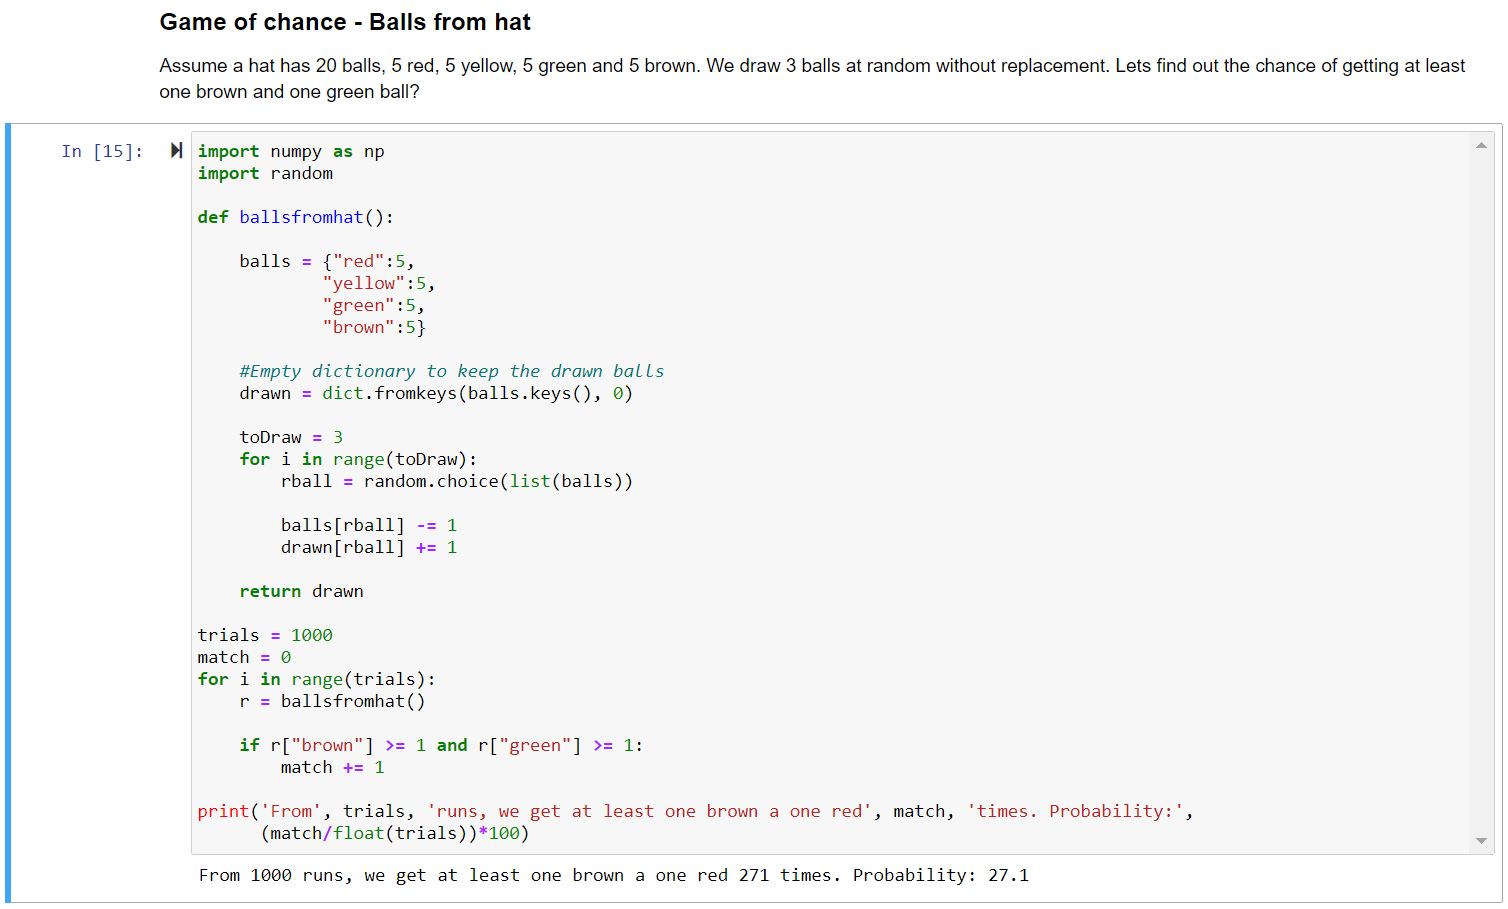 Game of chance - Balls from hat
Assume a hat has 20 balls, 5 red, 5 yellow, 5 green and 5 brown. We draw 3 balls at random without replacement. Lets find out the chance of getting at least
one brown and one green ball?
In [15]:
import numpy as np
import random
def ballsfromhat():
balls = {"red":5,
"yellow":5,
"green":5,
"brown":5}
#Empty dictionary to keep the drawn balls
drawn = dict.fromkeys(balls.keys(), 0)
toDraw = 3
for i in range(toDraw):
rball = random.choice(list(balls))
balls[rball] -= 1
drawn[rball] += 1
return drawn
trials = 1000
match = 0
for i in range(trials):
r = ballsfromhat()
if r["brown"] >= 1 and r["green"] >= 1:
match += 1
print('From', trials, 'runs, we get at least one brown a one red', match, 'times. Probability:',
(match/float(trials))*100)
From 1000 runs, we get at least one brown a one red 271 times. Probability: 27.1